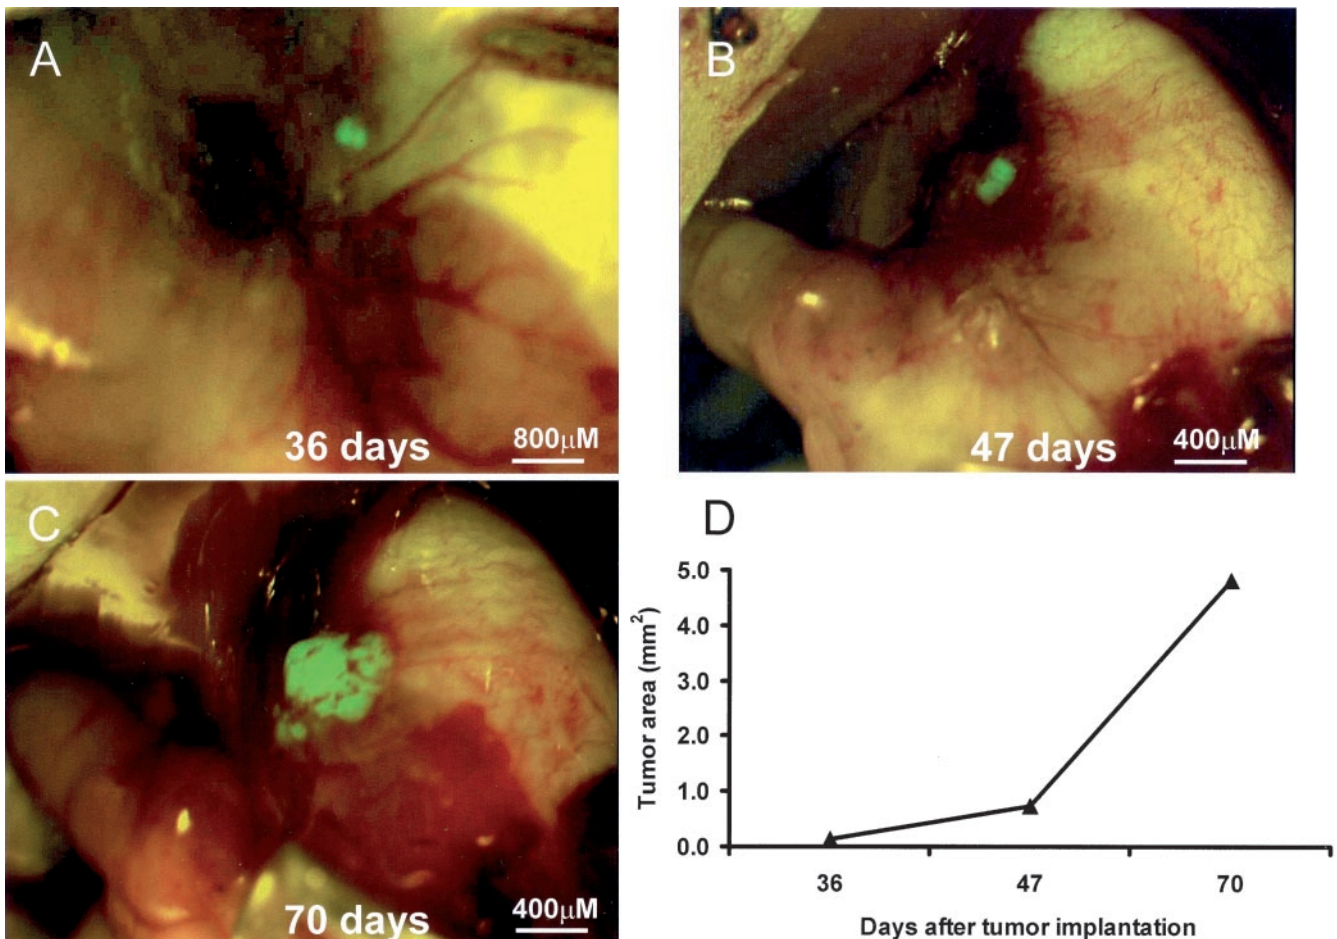 A
36 days
800μM
B
47 days
400μM
C
70 days
400μM
D
5.0
4.0
3.0
2.0
1.0
0.0
Tumor area (mm²)
36
47
70
Days after tumor implantation